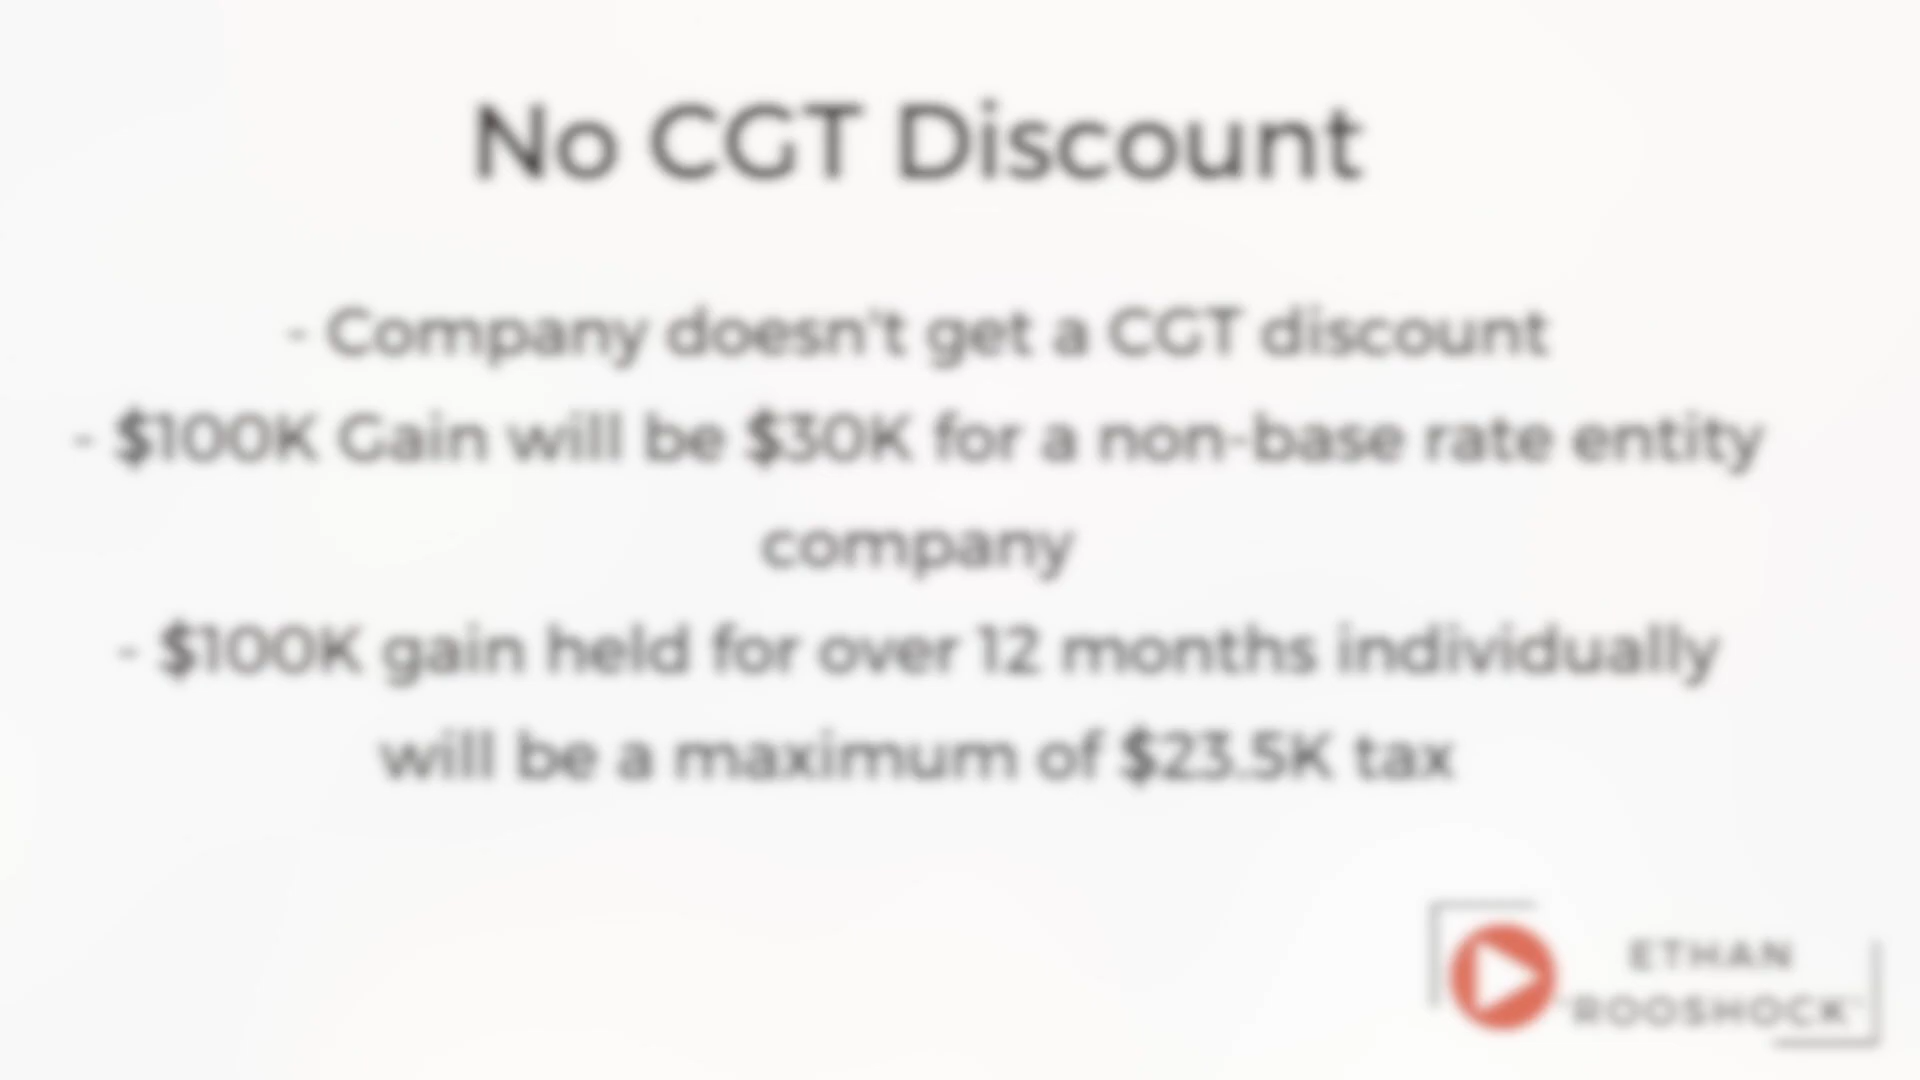 No CGT Discount
- Company doesn't get a CGT discount
- $100K Gain will be $30K for a non-base rate entity
company
- $100K gain held for over 12 months individually
will be a maximum of $23.5K tax
ETHAN
'ROOSHOCK'